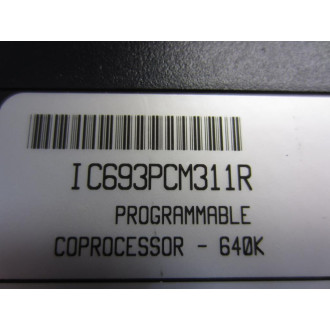 IC693PCM311R
PROGRAMMABLE
COPROCESSOR - 640K